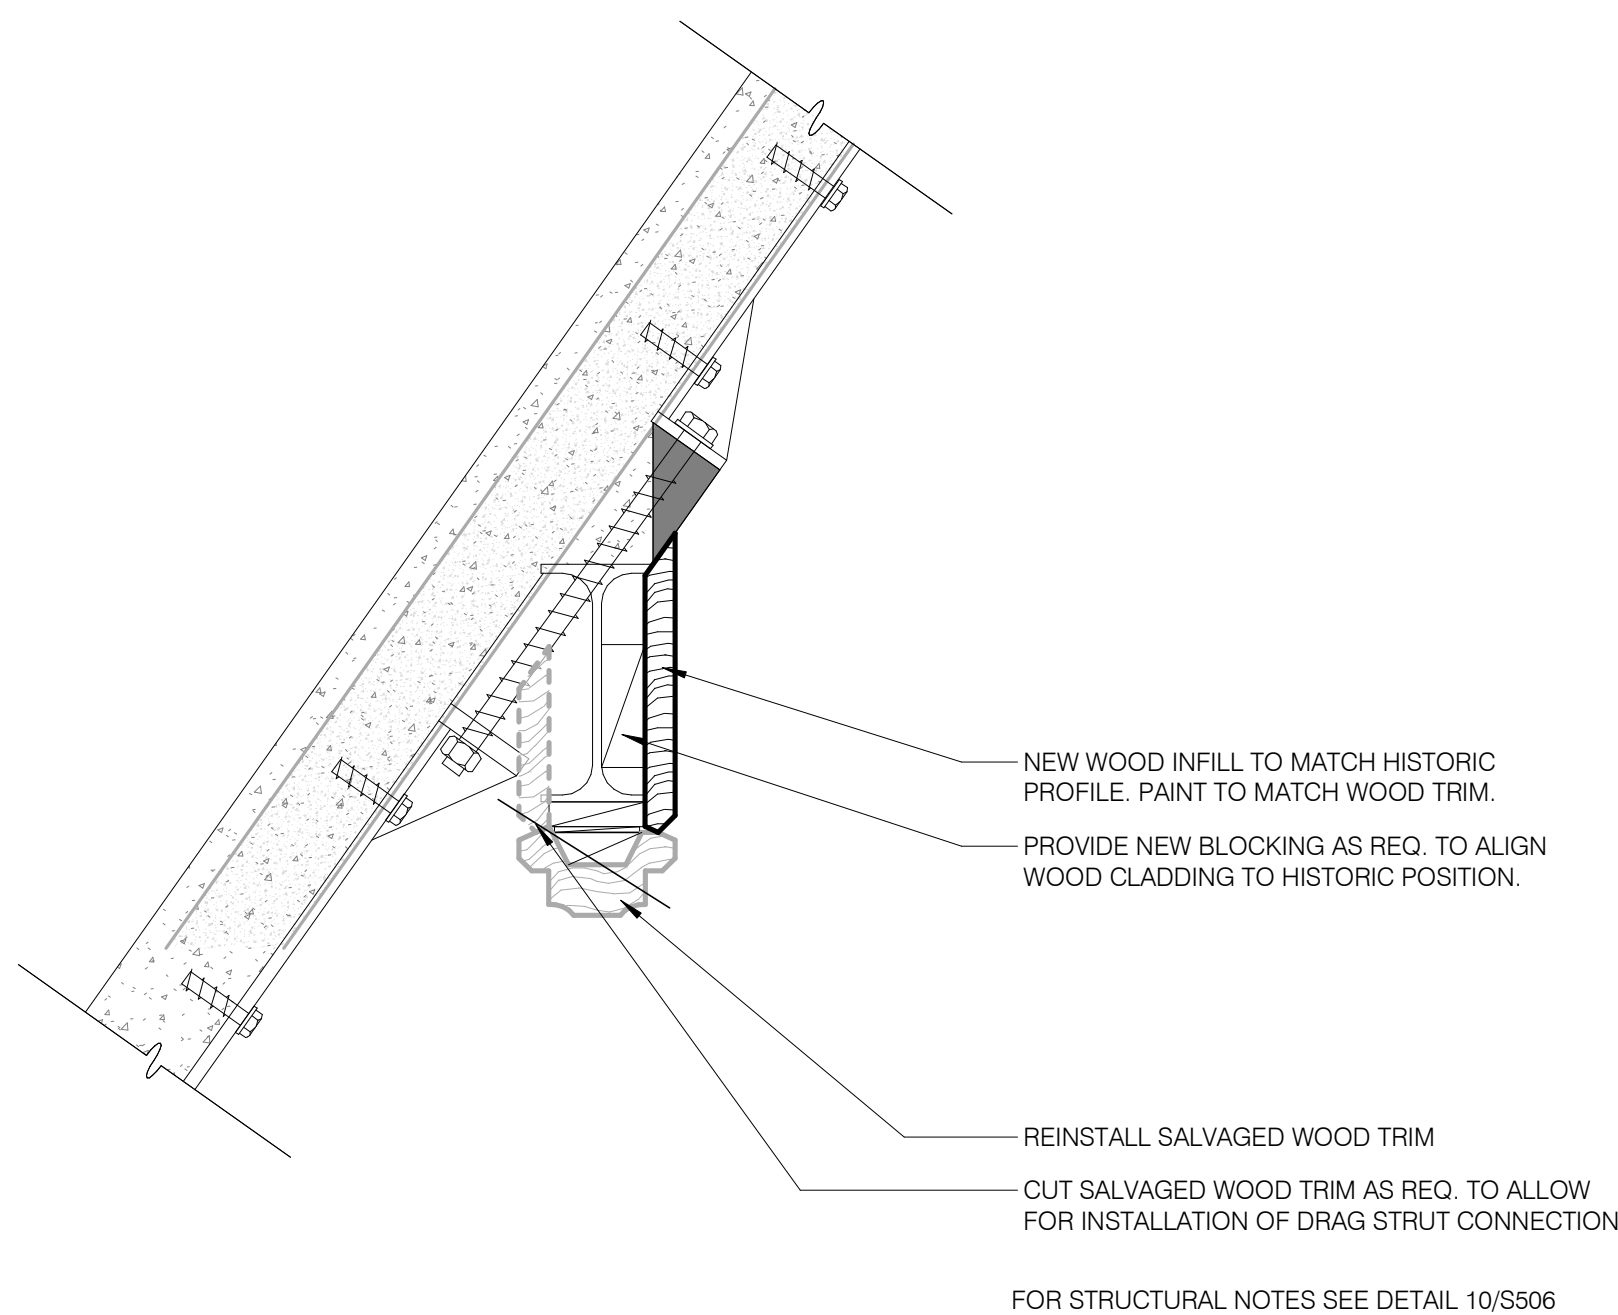 NEW WOOD INFILL TO MATCH HISTORIC
PROFILE. PAINT TO MATCH WOOD TRIM.
PROVIDE NEW BLOCKING AS REQ. TO ALIGN
WOOD CLADDING TO HISTORIC POSITION.
REINSTALL SALVAGED WOOD TRIM
CUT SALVAGED WOOD TRIM AS REQ. TO ALLOW
FOR INSTALLATION OF DRAG STRUT CONNECTION
FOR STRUCTURAL NOTES SEE DETAIL 10/S506